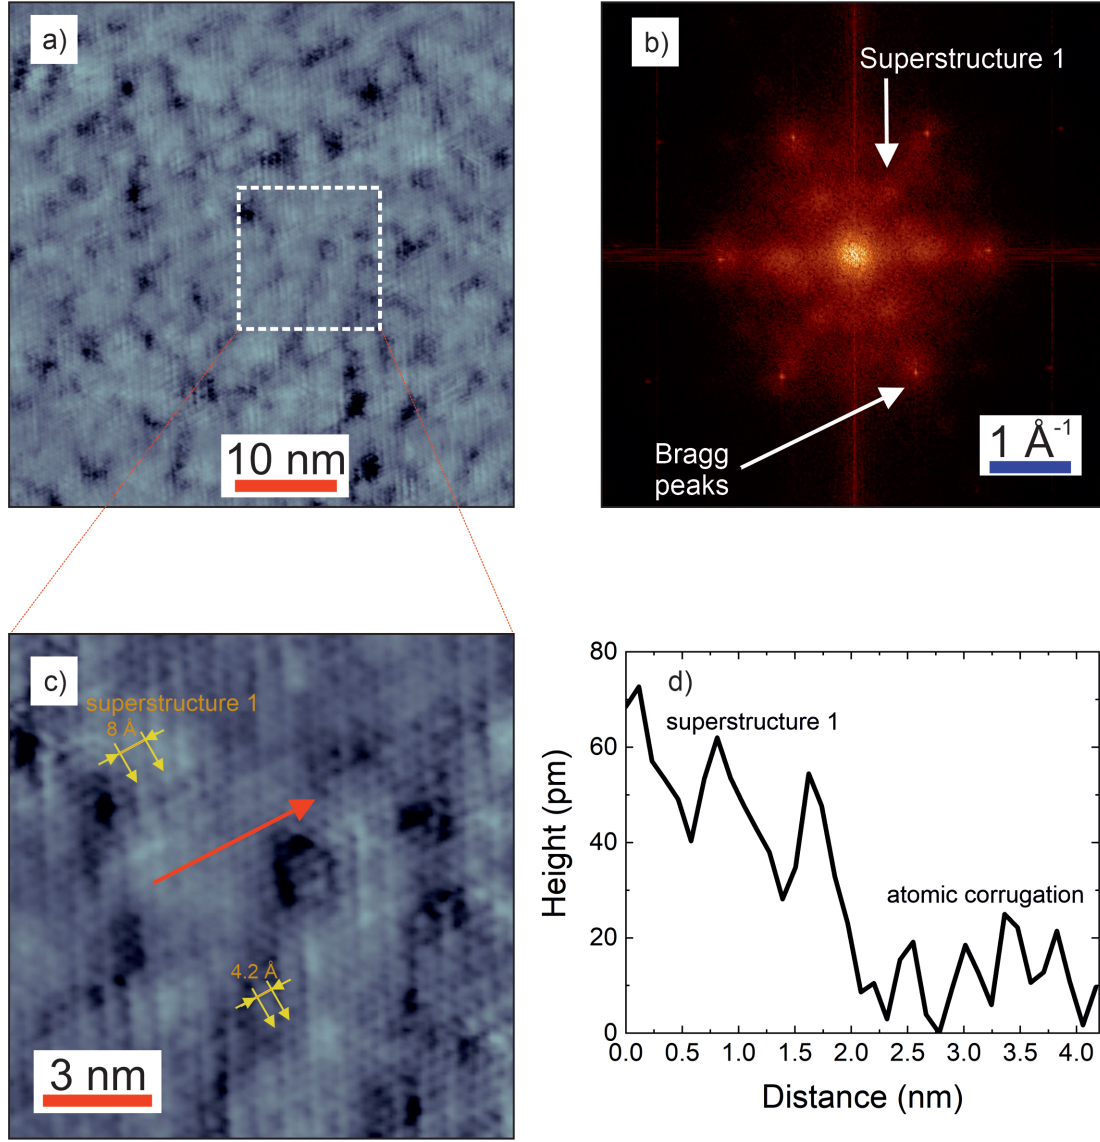 a)
10 nm
b)
Superstructure 1
Bragg
peaks
1 Å⁻¹
c)
superstructure 1
8 Å
4.2 Å
3 nm
d)
superstructure 1
atomic corrugation
80
60
40
20
0
0.0 0.5 1.0 1.5 2.0 2.5 3.0 3.5 4.0
Height (pm)
Distance (nm)